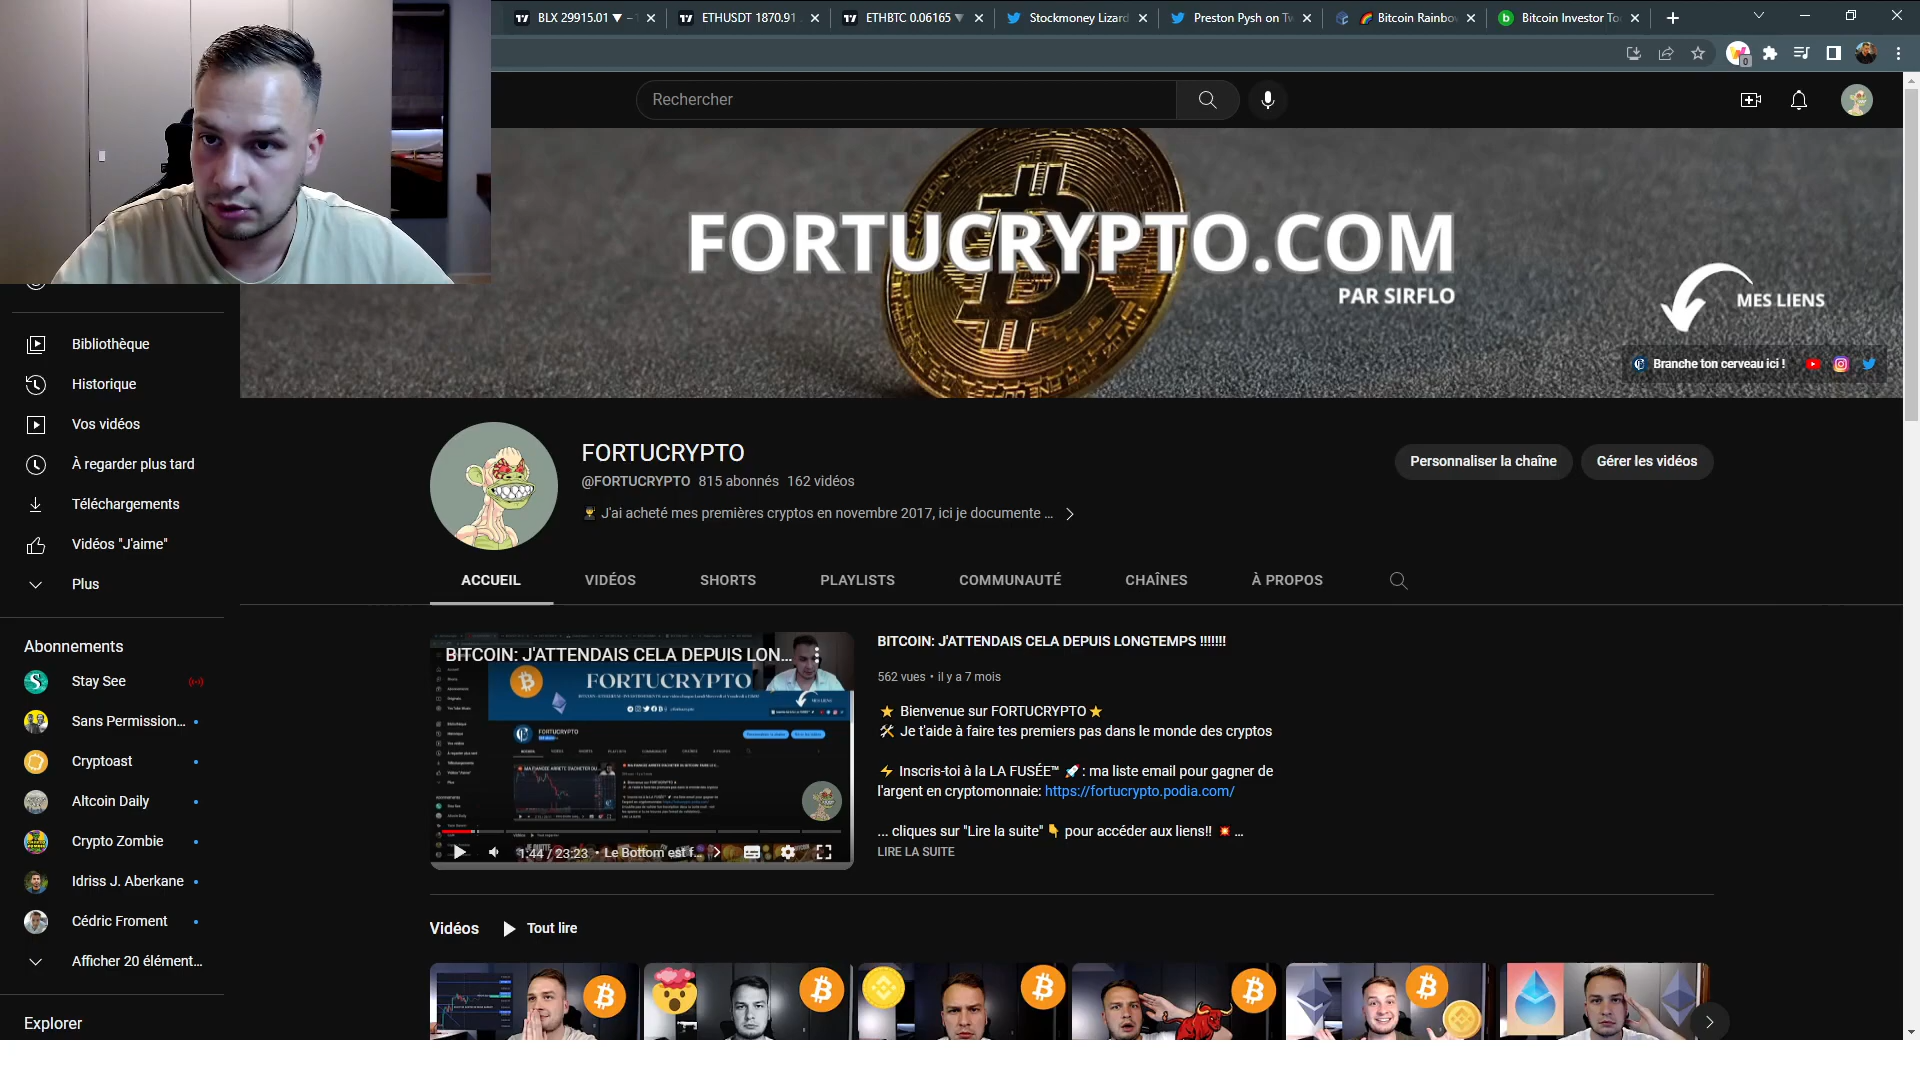 BLX 29915.01 ▼
ETHUSDT 1870.91
ETHBTC 0.06165 ▼
Stockmoney Lizard
Preston Pysh on Tw
Bitcoin Rainbo
Bitcoin Investor To
0
Rechercher
FORTUCRYPTO.COM
PAR SIRFLO
MES LIENS
Branche ton cerveau ici !
Bibliothèque
Historique
Vos vidéos
À regarder plus tard
Téléchargements
Vidéos "J'aime"
Plus
Abonnements
Stay See
Sans Permission...
Cryptoast
Altcoin Daily
Crypto Zombie
Idriss J. Aberkane
Cédric Froment
Afficher 20 élément...
Explorer
FORTUCRYPTO
@FORTUCRYPTO 815 abonnés 162 vidéos
J'ai acheté mes premières cryptos en novembre 2017, ici je documente ...
Personnaliser la chaîne
Gérer les vidéos
ACCUEIL VIDÉOS SHORTS PLAYLISTS COMMUNAUTÉ CHAÎNES À PROPOS
BITCOIN: J'ATTENDAIS CELA DEPUIS LON...
FORTUCRYPTO
FORTUCRYPTO
1:44 / 23:23 • Le Bottom est f...
BITCOIN: J'ATTENDAIS CELA DEPUIS LONGTEMPS !!!!!!!
562 vues • il y a 7 mois
⭐ Bienvenue sur FORTUCRYPTO ⭐
🛠 Je t'aide à faire tes premiers pas dans le monde des cryptos
⚡ Inscris-toi à la LA FUSÉE™ 🚀 : ma liste email pour gagner de
l'argent en cryptomonnaie: https://fortucrypto.podia.com/
... cliques sur "Lire la suite" 👇 pour accéder aux liens!! 💥 ...
LIRE LA SUITE
Vidéos
Tout lire